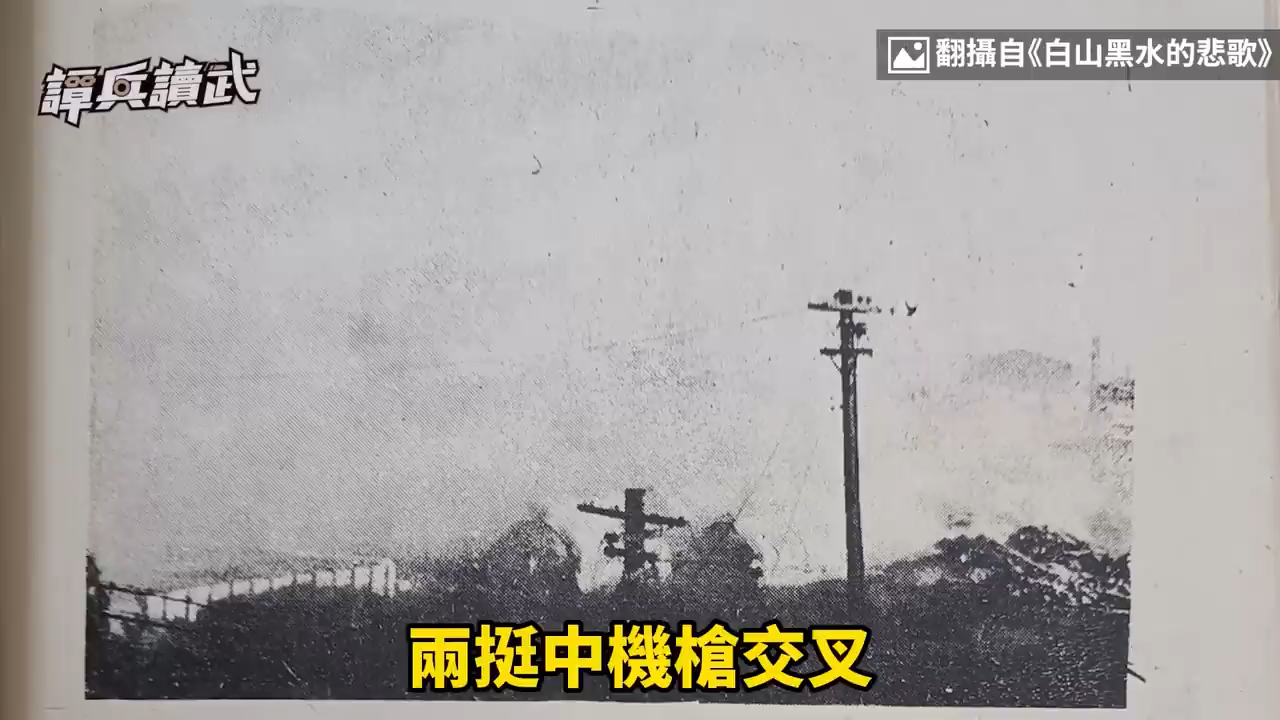 譚兵讀武
翻攝自《白山黑水的悲歌》
兩挺中機槍交叉